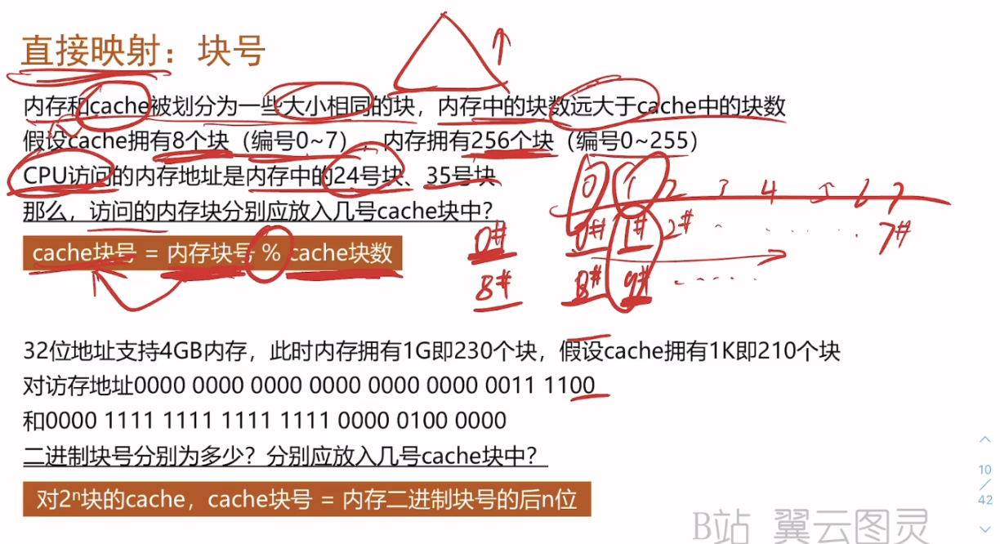 直接映射：块号
内存和cache被划分为一些大小相同的块，内存中的块数远大于cache中的块数
假设cache拥有8个块（编号0~7），内存拥有256个块（编号0~255）
CPU访问的内存地址是内存中的24号块、35号块
0 1 2 3 4 5 6 7
那么，访问的内存块分别应放入几号cache块中？
0# 0# 1# 2# 7#
cache块号 = 内存块号 % cache块数
8# 8# 9#
32位地址支持4GB内存，此时内存拥有1G即230个块，假设cache拥有1K即210个块
对访存地址0000 0000 0000 0000 0000 0000 0011 1100
和0000 1111 1111 1111 1111 0000 0100 0000
二进制块号分别为多少？分别应放入几号cache块中？
对2ⁿ块的cache，cache块号 = 内存二进制块号的后n位
10
/
42
B站 翼云图灵